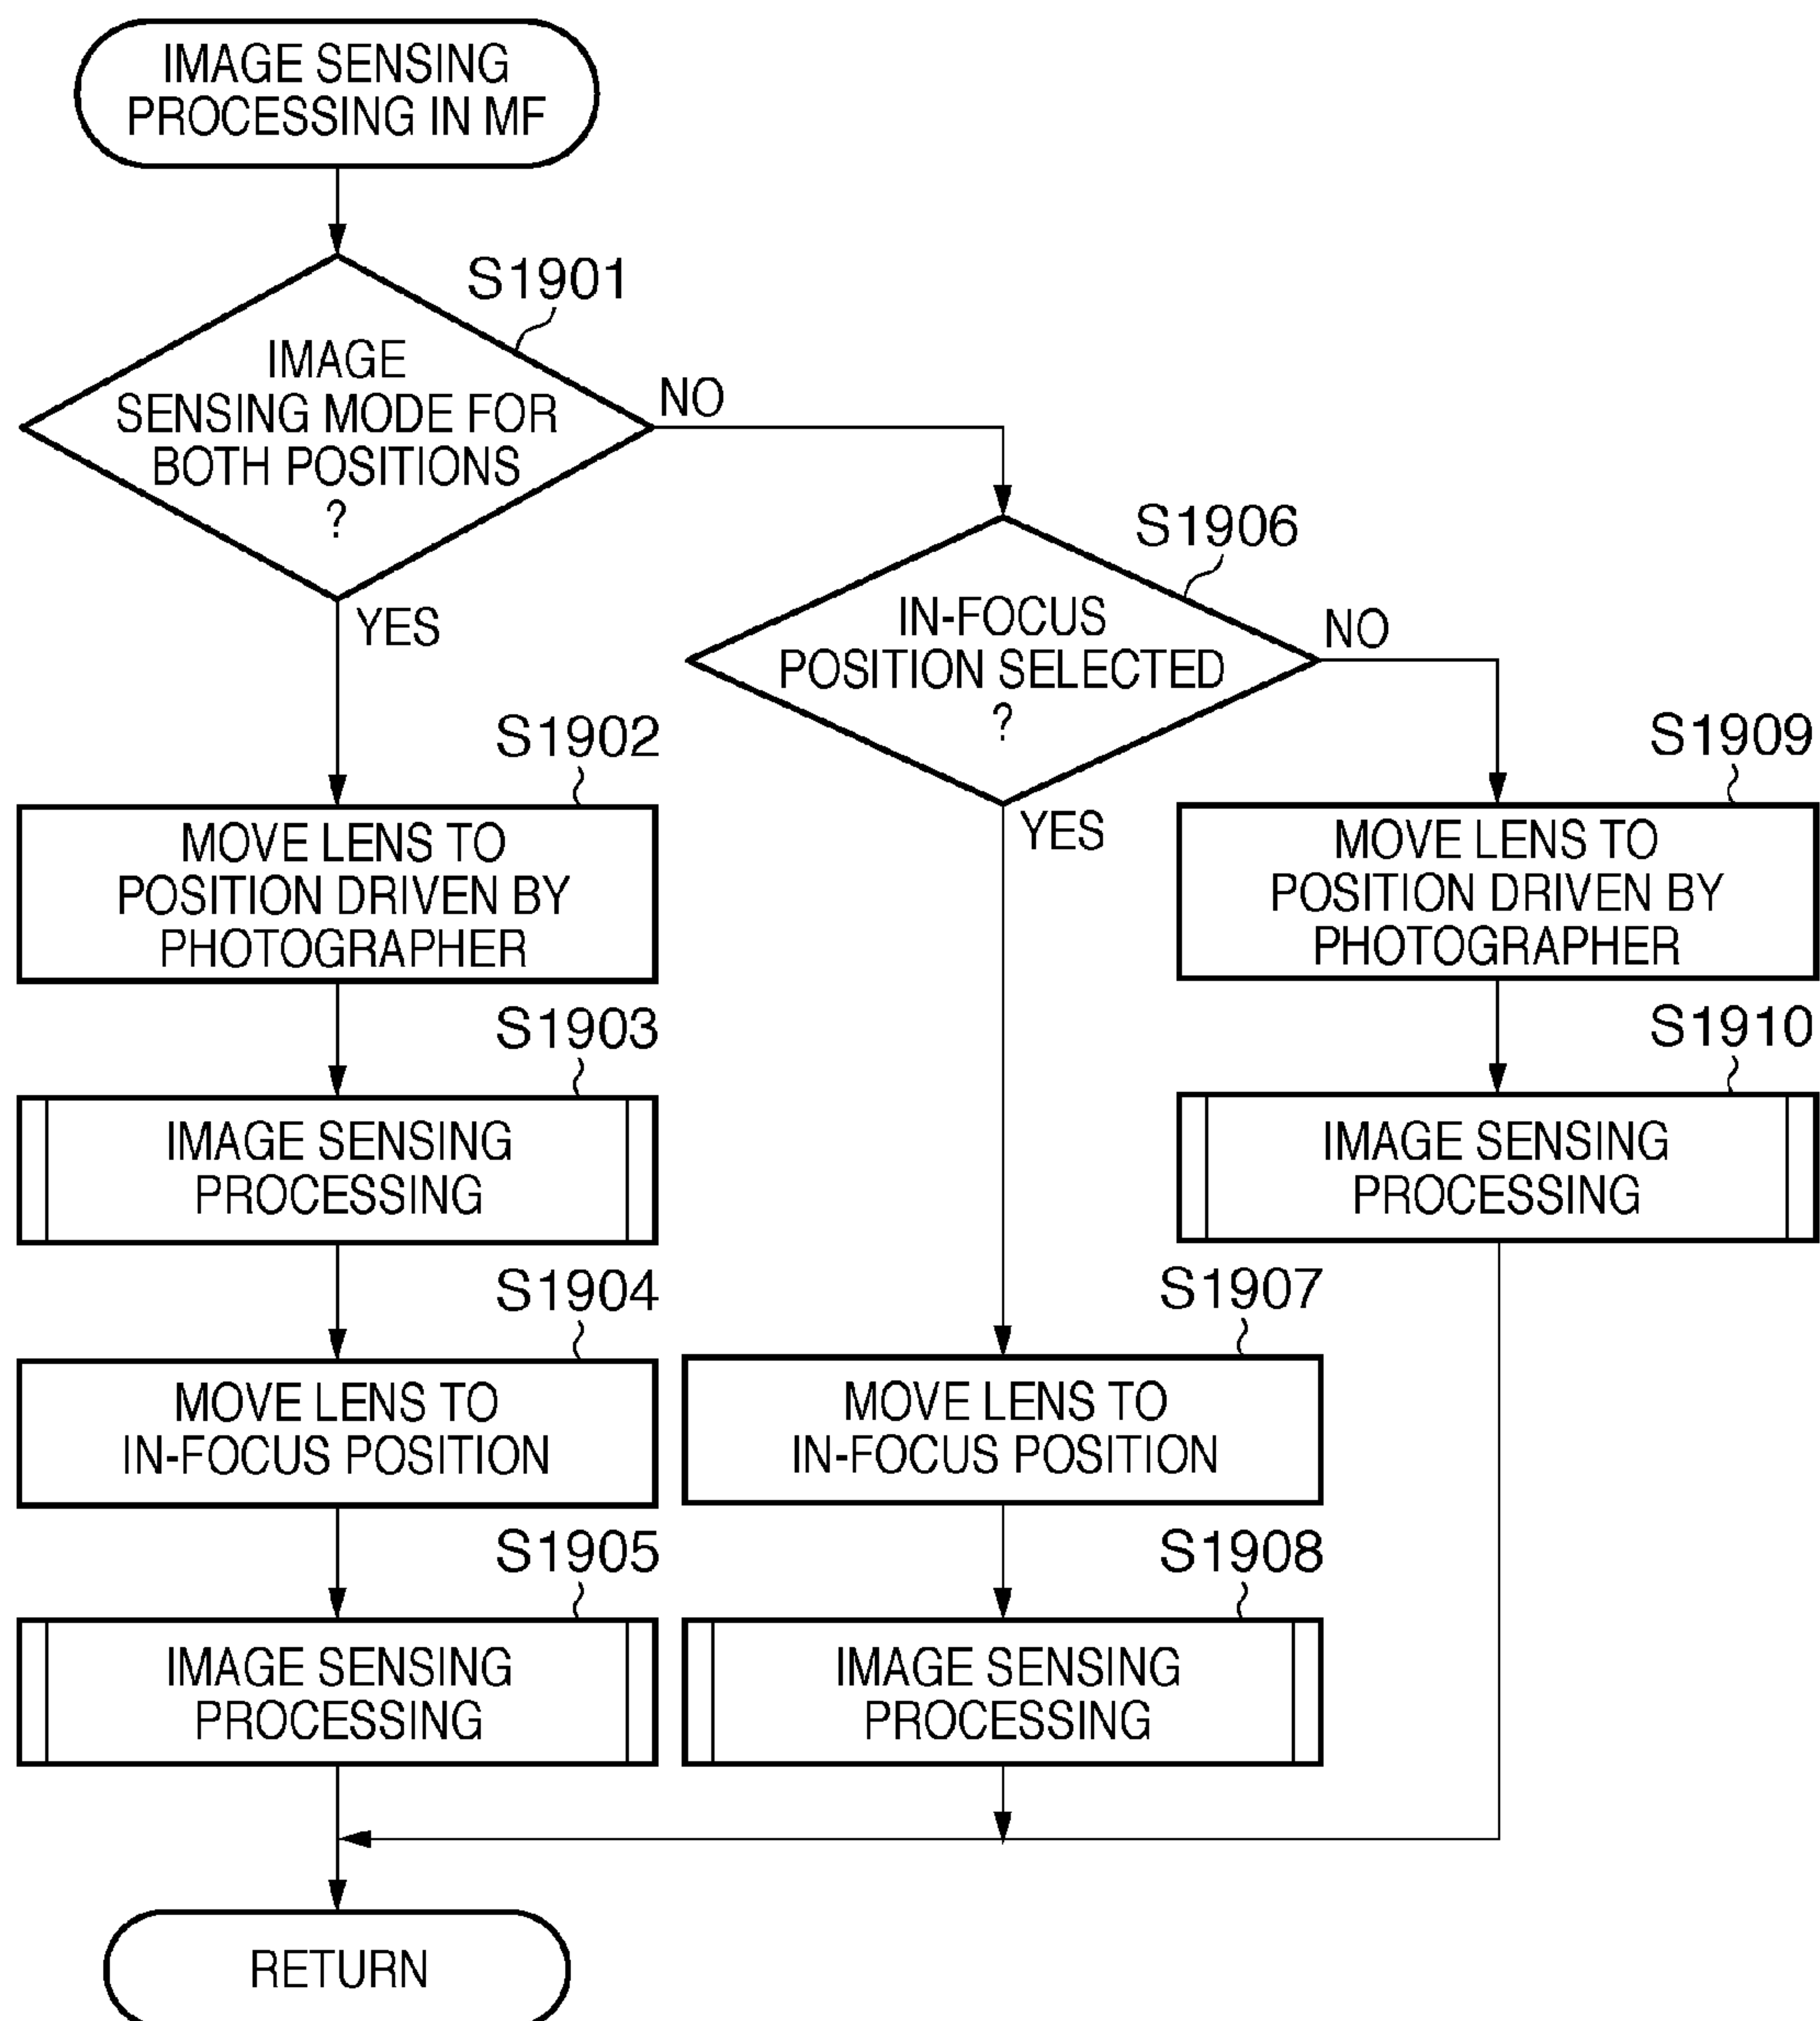 IMAGE SENSING
PROCESSING IN MF
S1901
IMAGE
SENSING MODE FOR
BOTH POSITIONS
?
NO
YES
S1906
IN-FOCUS
POSITION SELECTED
?
NO
YES
S1902
MOVE LENS TO
POSITION DRIVEN BY
PHOTOGRAPHER
S1903
IMAGE SENSING
PROCESSING
S1904
MOVE LENS TO
IN-FOCUS POSITION
S1905
IMAGE SENSING
PROCESSING
S1907
MOVE LENS TO
IN-FOCUS POSITION
S1908
IMAGE SENSING
PROCESSING
S1909
MOVE LENS TO
POSITION DRIVEN BY
PHOTOGRAPHER
S1910
IMAGE SENSING
PROCESSING
RETURN